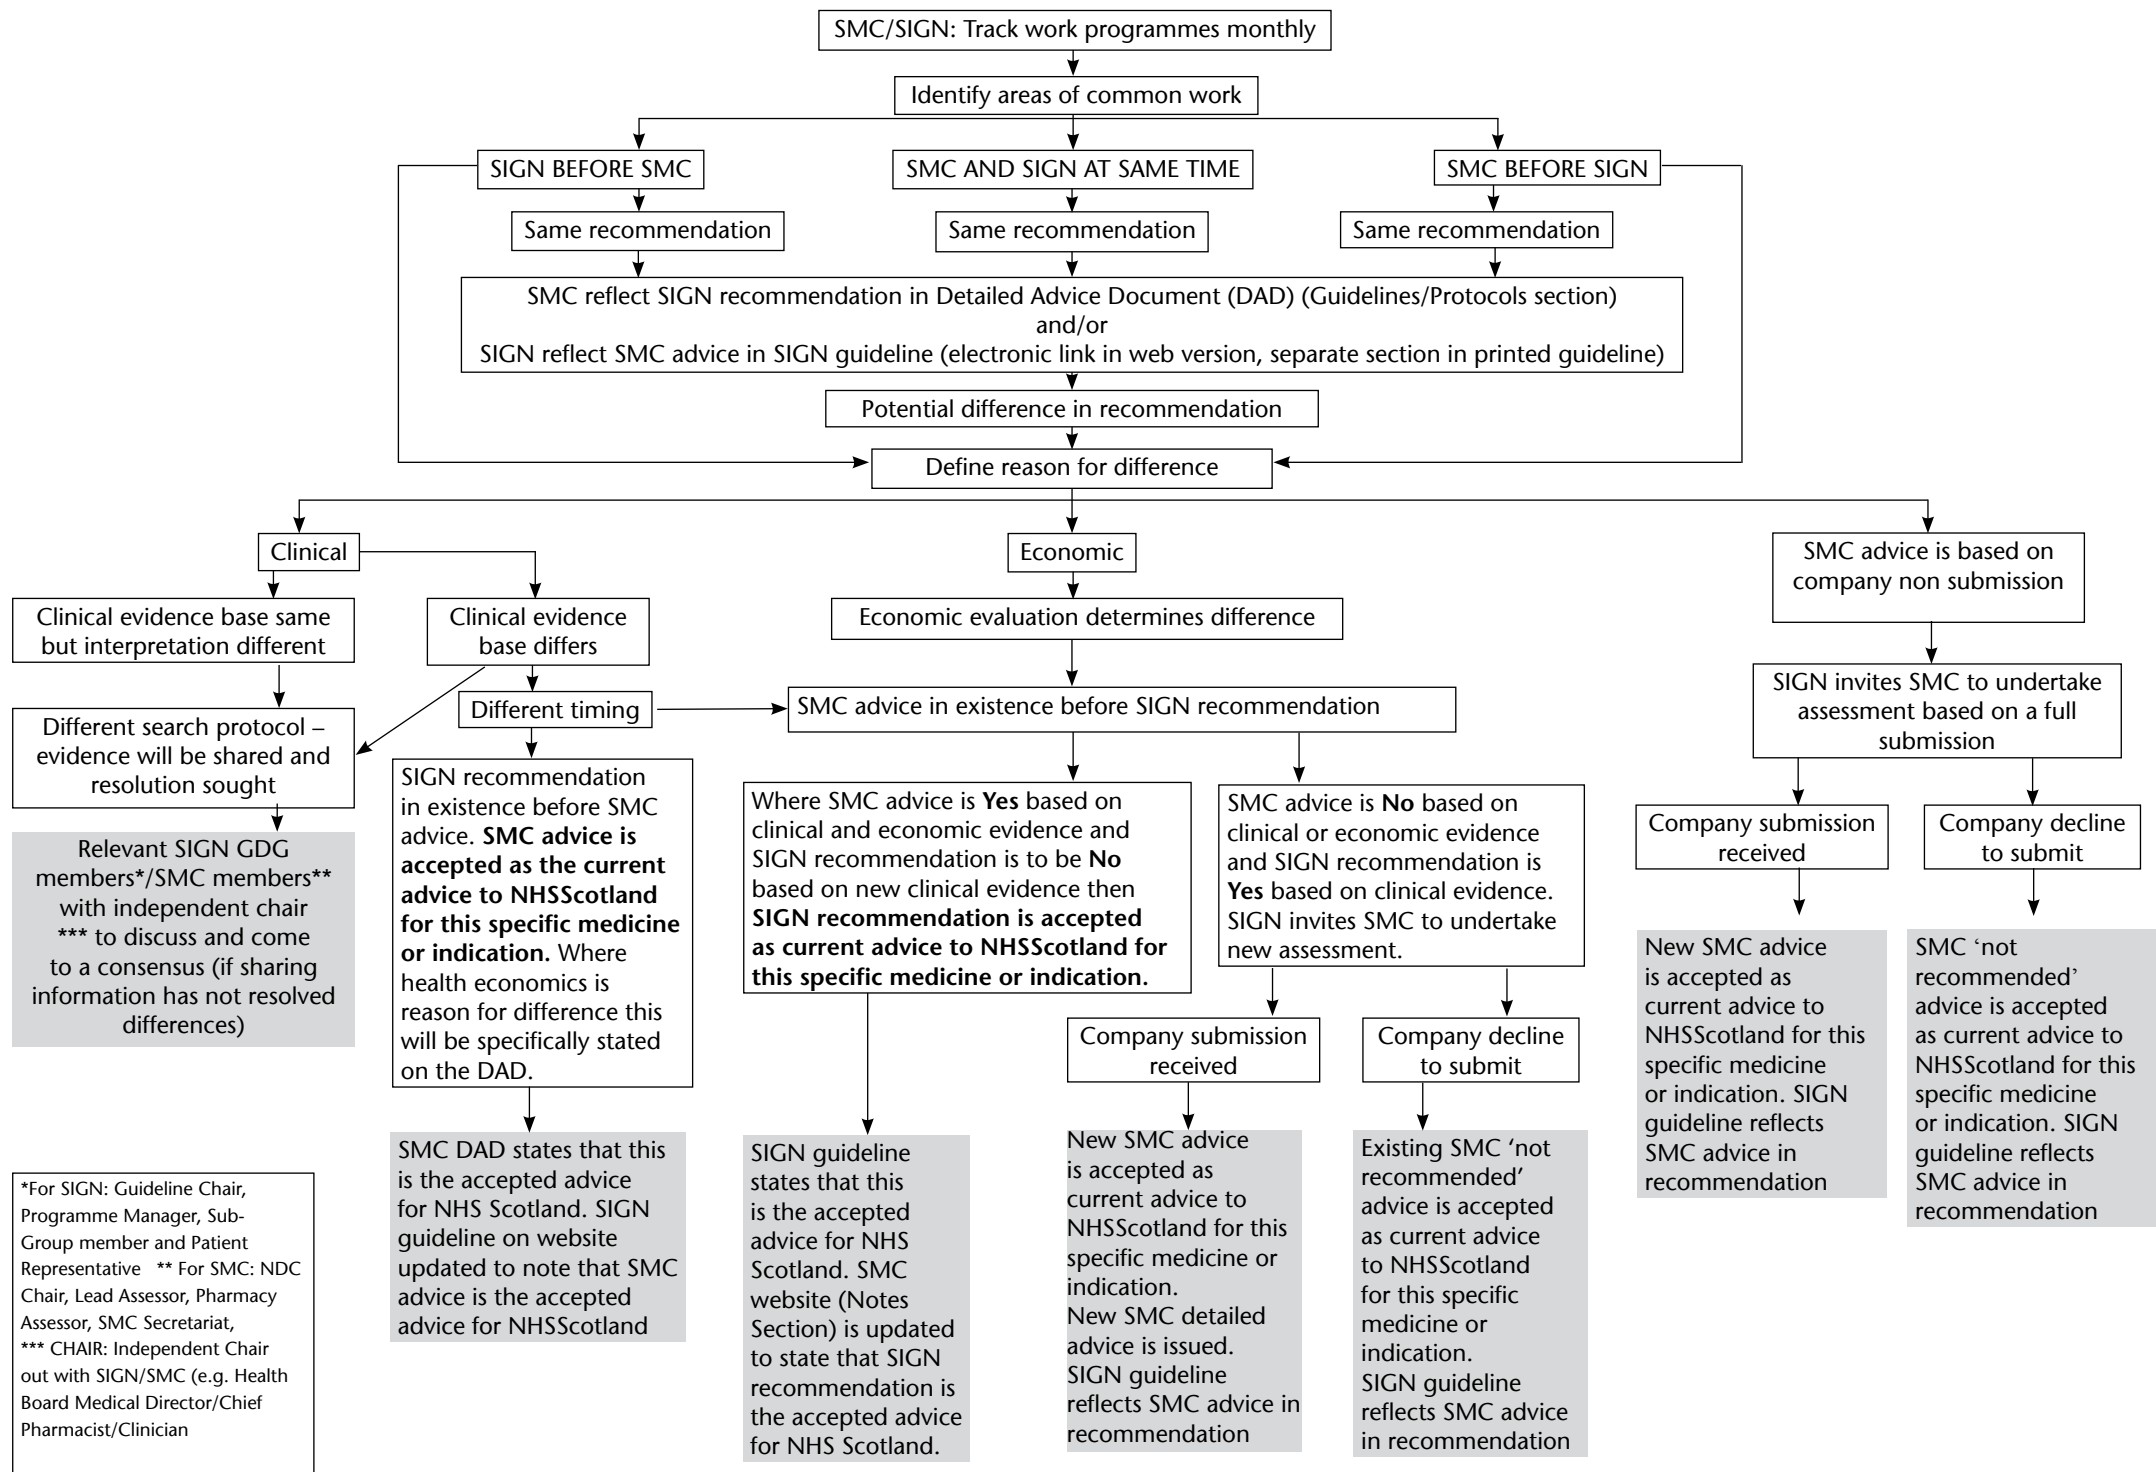 SMC/SIGN: Track work programmes monthly
Identify areas of common work
SIGN BEFORE SMC
SMC AND SIGN AT SAME TIME
SMC BEFORE SIGN
Same recommendation
Same recommendation
Same recommendation
SMC reflect SIGN recommendation in Detailed Advice Document (DAD) (Guidelines/Protocols section)
and/or
SIGN reflect SMC advice in SIGN guideline (electronic link in web version, separate section in printed guideline)
Potential difference in recommendation
Define reason for difference
Clinical
Economic
SMC advice is based on
company non submission
Clinical evidence base same
but interpretation different
Clinical evidence
base differs
Economic evaluation determines difference
SIGN invites SMC to undertake
assessment based on a full
submission
Different timing
SMC advice in existence before SIGN recommendation
Different search protocol –
evidence will be shared and
resolution sought
SIGN recommendation
in existence before SMC
advice. SMC advice is
accepted as the current
advice to NHSScotland
for this specific medicine
or indication. Where
health economics is
reason for difference this
will be specifically stated
on the DAD.
Where SMC advice is Yes based on
clinical and economic evidence and
SIGN recommendation is to be No
based on new clinical evidence then
SIGN recommendation is accepted
as current advice to NHSScotland for
this specific medicine or indication.
SMC advice is No based on
clinical or economic evidence
and SIGN recommendation is
Yes based on clinical evidence.
SIGN invites SMC to undertake
new assessment.
Company submission
received
Company decline
to submit
Relevant SIGN GDG
members*/SMC members**
with independent chair
*** to discuss and come
to a consensus (if sharing
information has not resolved
differences)
New SMC advice
is accepted as
current advice to
NHSScotland for this
specific medicine
or indication. SIGN
guideline reflects
SMC advice in
recommendation
SMC ‘not
recommended’
advice is accepted
as current advice to
NHSScotland for this
specific medicine
or indication. SIGN
guideline reflects
SMC advice in
recommendation
Company submission
received
Company decline
to submit
SMC DAD states that this
is the accepted advice
for NHS Scotland. SIGN
guideline on website
updated to note that SMC
advice is the accepted
advice for NHSScotland
SIGN guideline
states that this
is the accepted
advice for NHS
Scotland. SMC
website (Notes
Section) is updated
to state that SIGN
recommendation is
the accepted advice
for NHS Scotland.
New SMC advice
is accepted as
current advice to
NHSScotland for this
specific medicine or
indication.
New SMC detailed
advice is issued.
SIGN guideline
reflects SMC advice in
recommendation
Existing SMC ‘not
recommended’
advice is accepted
as current advice
to NHSScotland
for this specific
medicine or
indication.
SIGN guideline
reflects SMC advice
in recommendation
*For SIGN: Guideline Chair,
Programme Manager, Sub-
Group member and Patient
Representative ** For SMC: NDC
Chair, Lead Assessor, Pharmacy
Assessor, SMC Secretariat,
*** CHAIR: Independent Chair
out with SIGN/SMC (e.g. Health
Board Medical Director/Chief
Pharmacist/Clinician